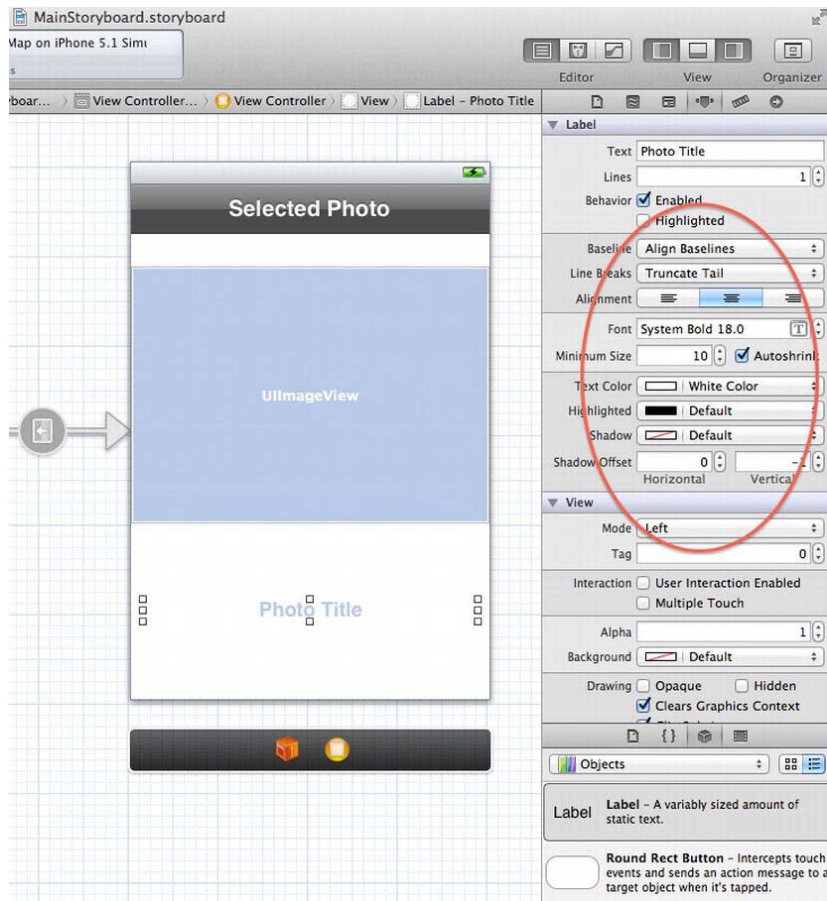 MainStoryboard.storyboard
Map on iPhone 5.1 Simu
s
Editor View Organizer
yboar... View Controller... View Controller View Label - Photo Title
Label
Text Photo Title
Lines 1
Behavior Enabled
Highlighted
Selected Photo
Baseline Align Baselines
Line Breaks Truncate Tail
Alignment
Font System Bold 18.0 T
Minimum Size 10 Autoshrink
Text Color White Color
UIImageView
Highlighted Default
Shadow Default
Shadow Offset 0 -1
Horizontal Vertical
View
Mode Left
Tag 0
Interaction User Interaction Enabled
Multiple Touch
Photo Title
Alpha 1
Background Default
Drawing Opaque Hidden
Clears Graphics Context
{}
Objects
Label Label - A variably sized amount of
static text.
Round Rect Button - Intercepts touch
events and sends an action message to a
target object when it's tapped.